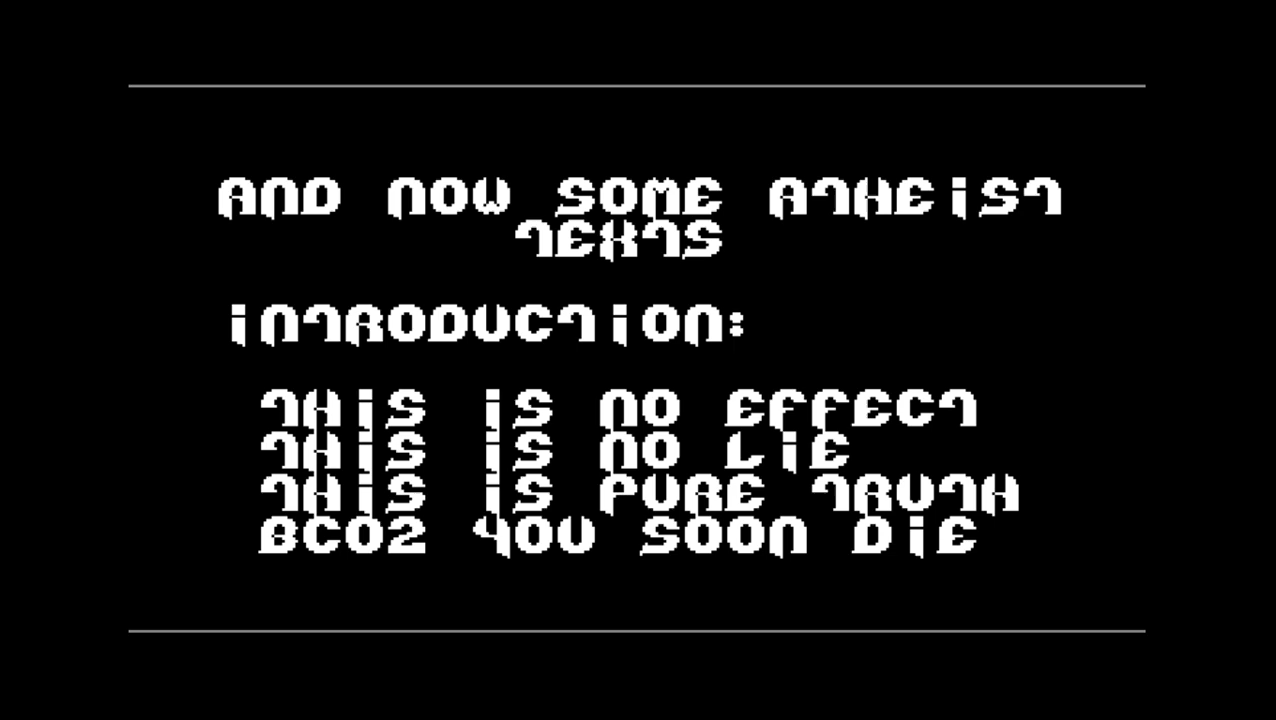 AND NOW SOME ATHEIST
TEXTS
INTRODUCTION:
THIS IS NO EFFECT
THIS IS NO LIE
THIS IS PURE TRUTH
BCOZ YOU SOON DIE